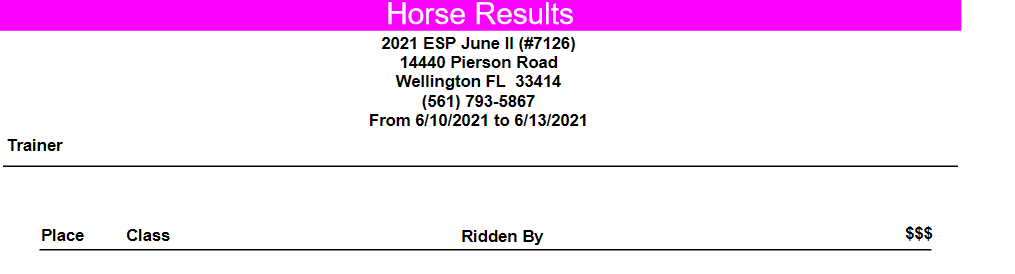 Horse Results
2021 ESP June II (#7126)
14440 Pierson Road
Wellington FL  33414
(561) 793-5867
From 6/10/2021 to 6/13/2021
Trainer
Place Class Ridden By $$$